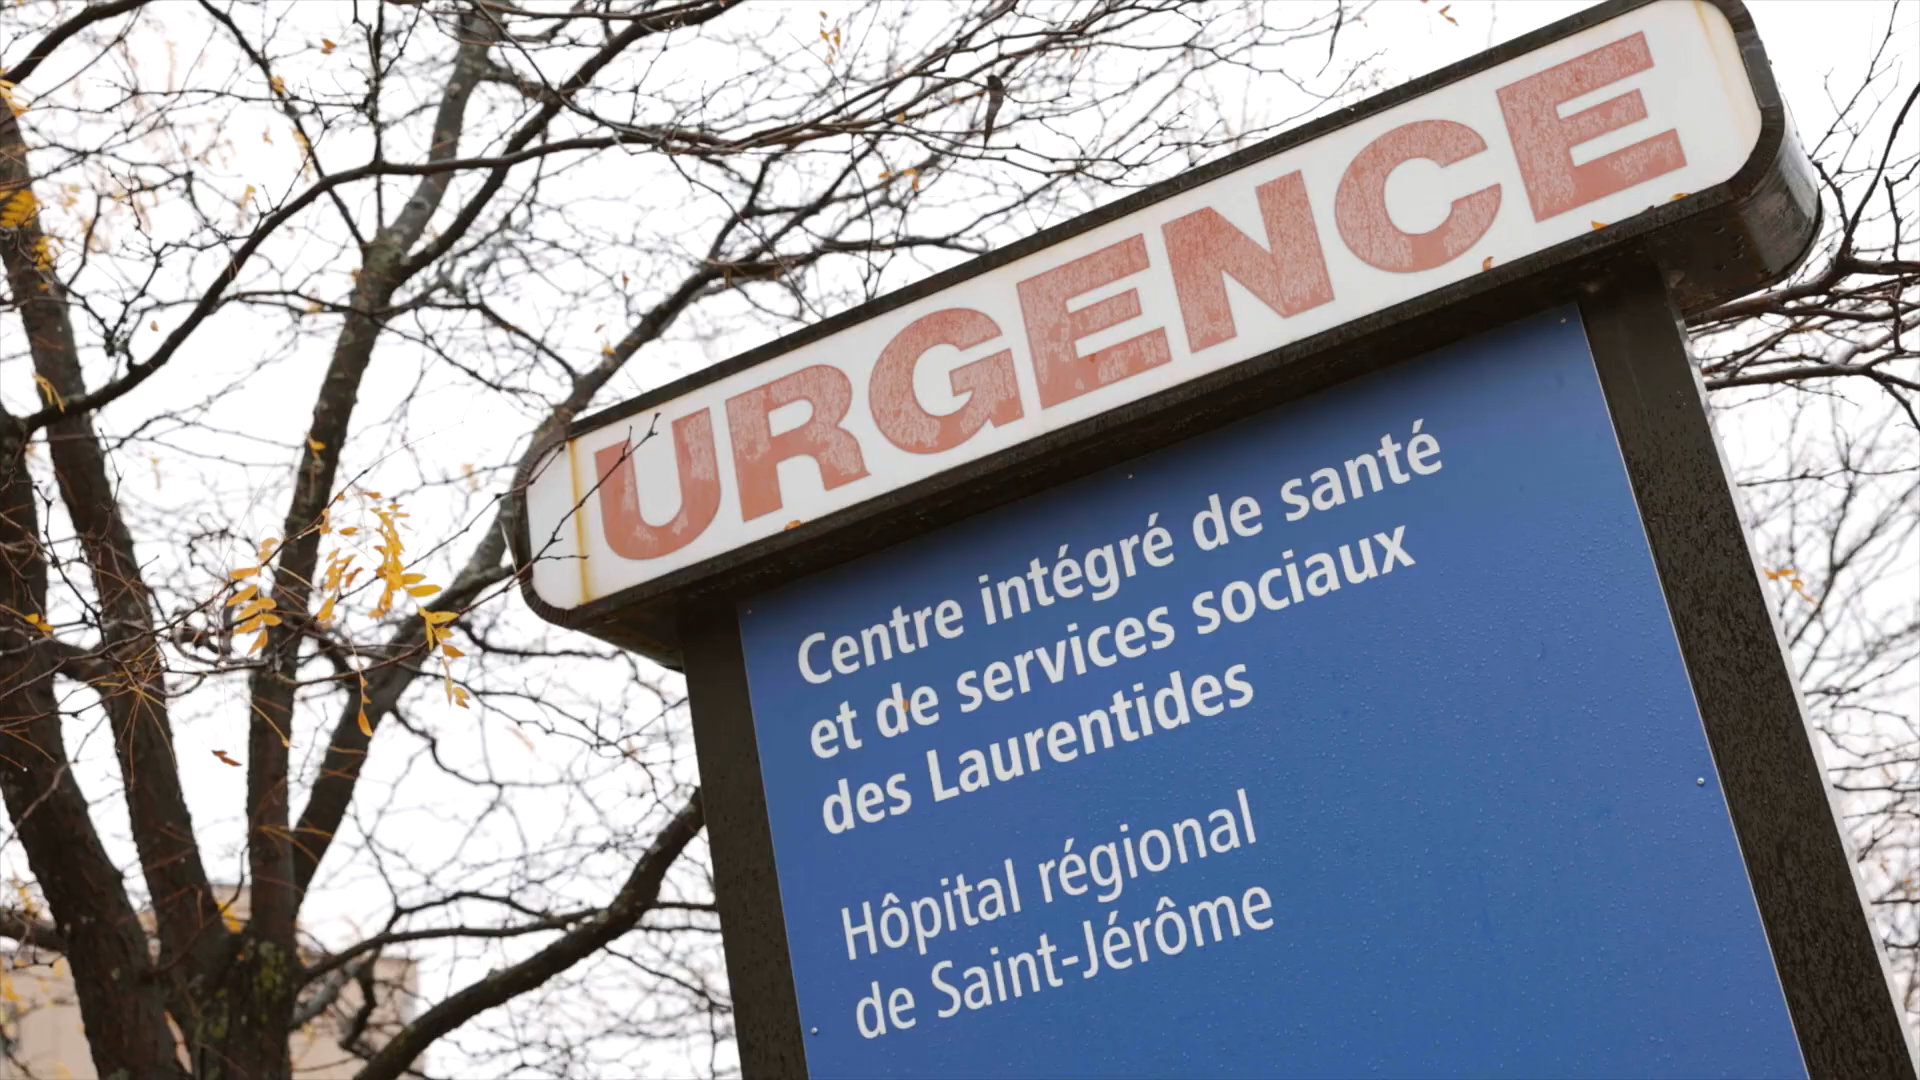 URGENCE
Centre intégré de santé
et de services sociaux
des Laurentides
Hôpital régional
de Saint-Jérôme